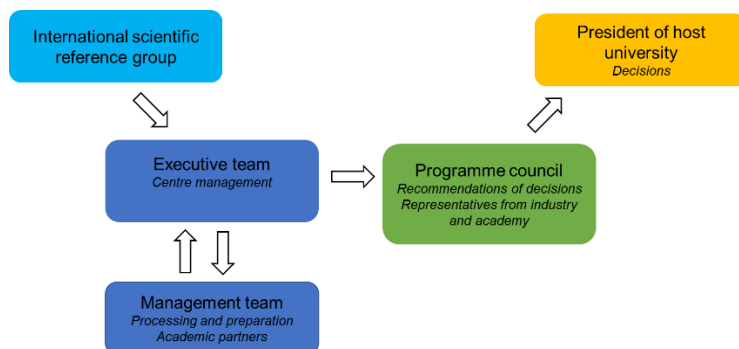 International scientific
reference group
President of host
university
Decisions
Executive team
Centre management
Programme council
Recommendations of decisions
Representatives from industry
and academy
Management team
Processing and preparation
Academic partners